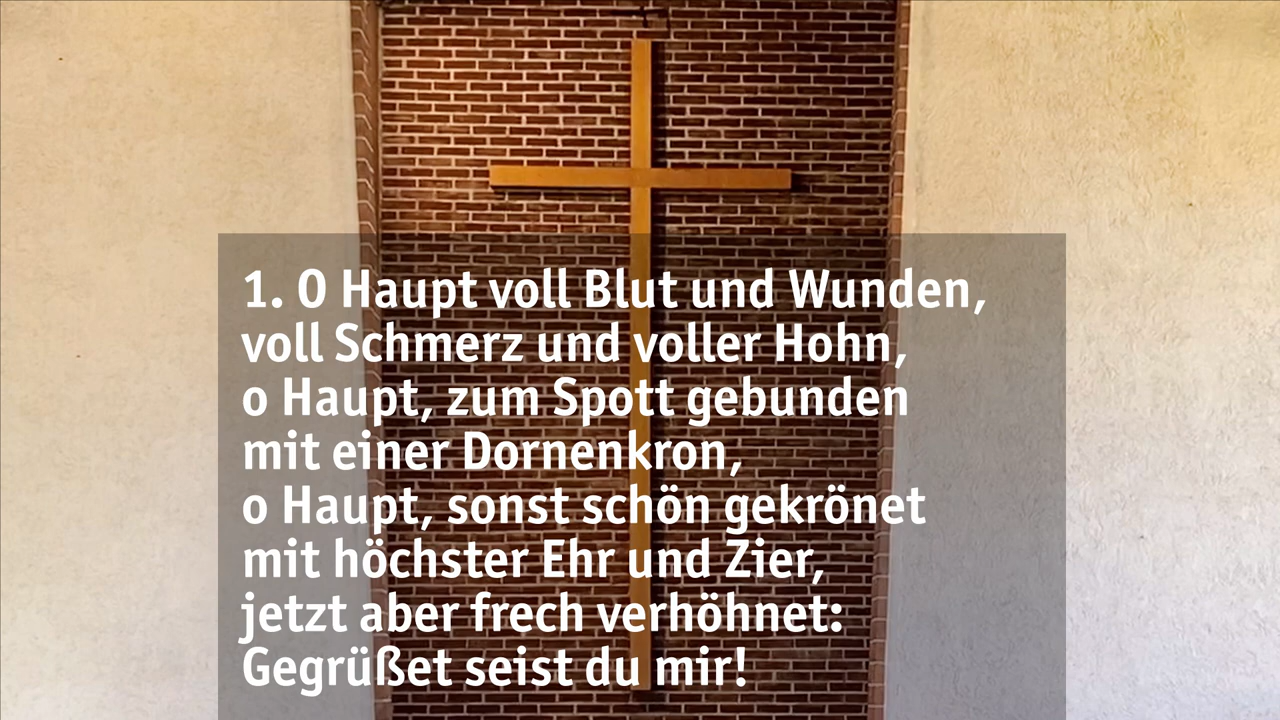 1. O Haupt voll Blut und Wunden,
voll Schmerz und voller Hohn,
o Haupt, zum Spott gebunden
mit einer Dornenkron,
o Haupt, sonst schön gekrönet
mit höchster Ehr und Zier,
jetzt aber frech verhöhnet:
Gegrüßet seist du mir!